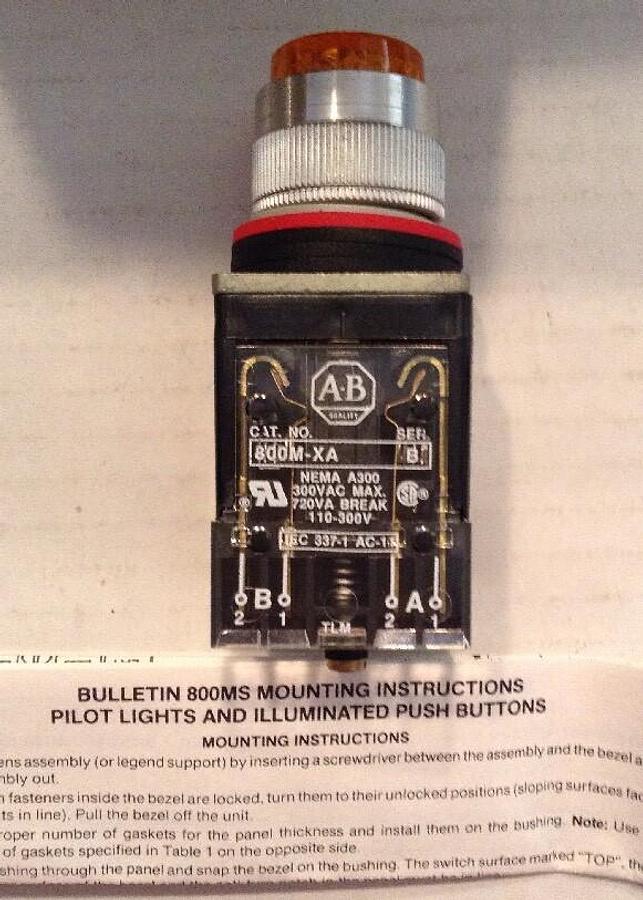 A·B
QUALITY
CAT. NO. SER.
800M-XA B
NEMA A300
300VAC MAX.
720VA BREAK
110-300V
IEC 337-1 AC-1
B A
2 1 2 1
TLM
BULLETIN 800MS MOUNTING INSTRUCTIONS
PILOT LIGHTS AND ILLUMINATED PUSH BUTTONS
MOUNTING INSTRUCTIONS
ens assembly (or legend support) by inserting a screwdriver between the assembly and the bezel a
mbly out.
fasteners inside the bezel are locked, turn them to their unlocked positions (sloping surfaces fac
ts in line). Pull the bezel off the unit.
roper number of gaskets for the panel thickness and install them on the bushing. Note: Use
of gaskets specified in Table 1 on the opposite side.
shing through the panel and snap the bezel on the bushing. The switch surface marked "TOP", the